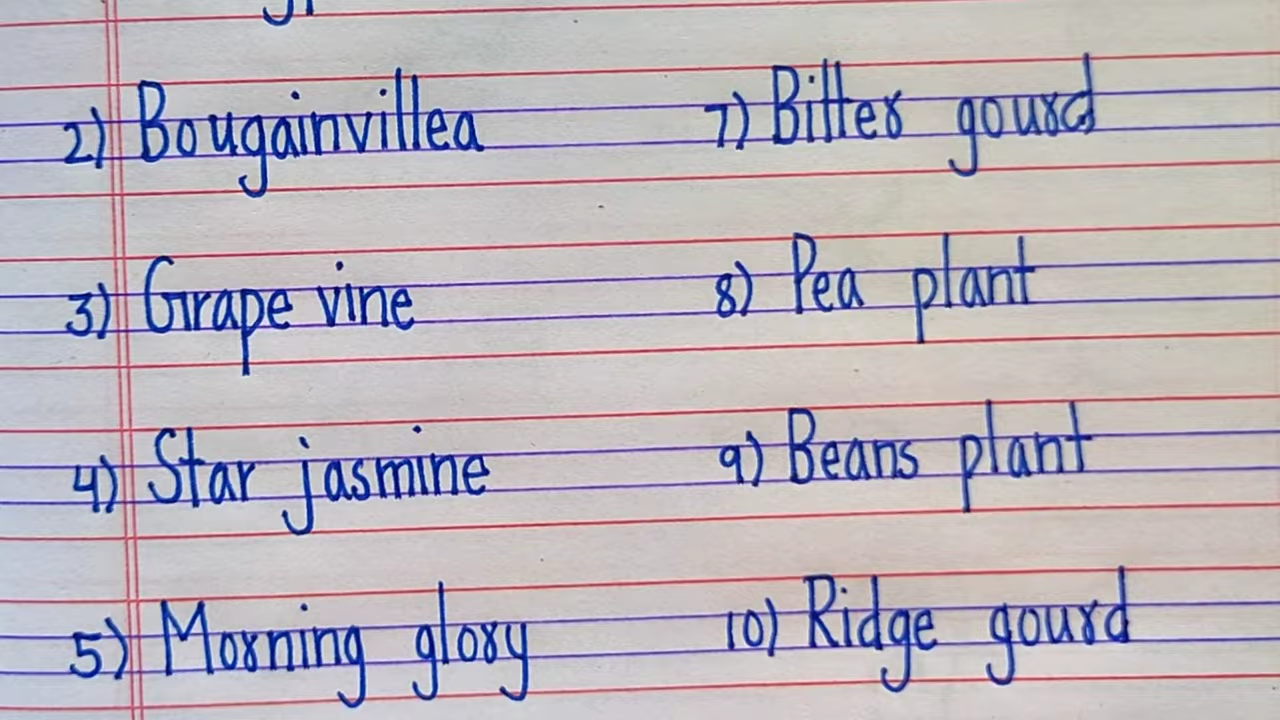 2) Bougainvillea 7) Bitter gourd
3) Grape vine 8) Pea plant
4) Star jasmine 9) Beans plant
5) Morning glory 10) Ridge gourd